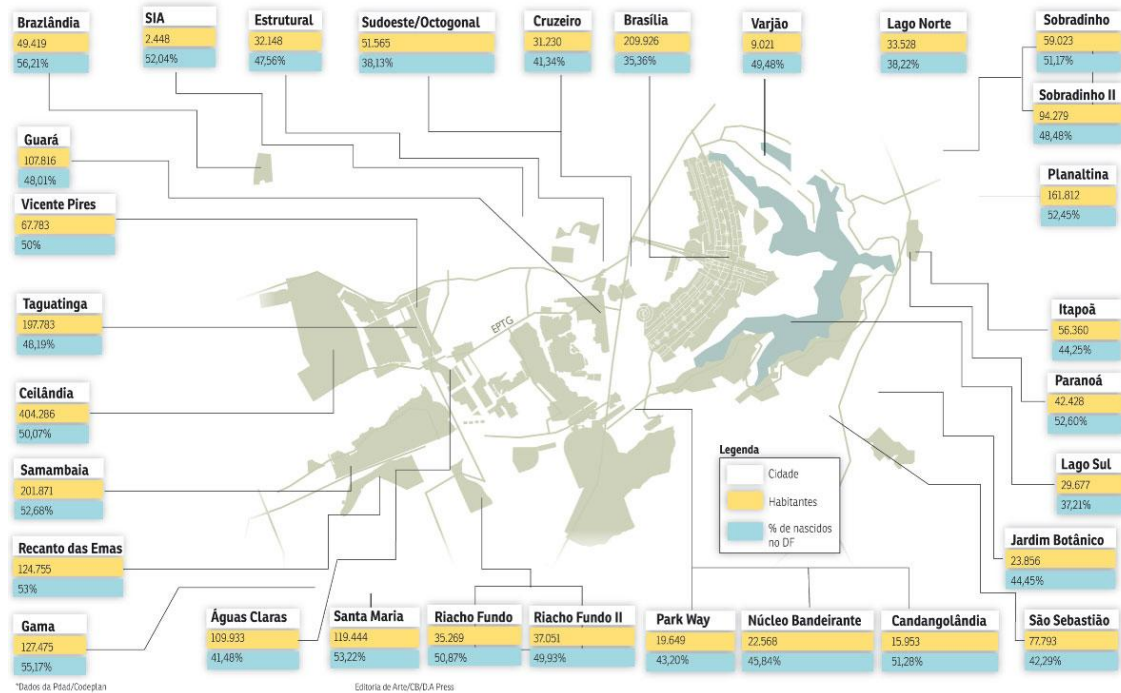 Brazlândia
49.419
56,21%
SIA
2.448
52,04%
Estrutural
32.148
47,56%
Sudoeste/Octogonal
51.565
38,13%
Cruzeiro
31.230
41,34%
Brasília
209.926
35,36%
Varjão
9.021
49,48%
Lago Norte
33.528
38,22%
Sobradinho
59.023
51,17%
Sobradinho II
94.279
48,48%
Guará
107.816
48,01%
Vicente Pires
67.783
50%
Planaltina
161.812
52,45%
Taguatinga
197.783
48,19%
EPTG
Itapoã
56.360
44,25%
Ceilândia
404.286
50,07%
Paranoá
42.428
52,60%
Samambaia
201.871
52,68%
Legenda
Cidade
Habitantes
% de nascidos
no DF
Lago Sul
29.677
37,21%
Recanto das Emas
124.755
53%
Jardim Botânico
23.856
44,45%
Gama
127.475
55,17%
Águas Claras
109.933
41,48%
Santa Maria
119.444
53,22%
Riacho Fundo
35.269
50,87%
Riacho Fundo II
37.051
49,93%
Park Way
19.649
43,20%
Núcleo Bandeirante
22.568
45,84%
Candangolândia
15.953
51,28%
São Sebastião
77.793
42,29%
*Dados da Pdad/Codeplan
Editoria de Arte/CB/D.A Press